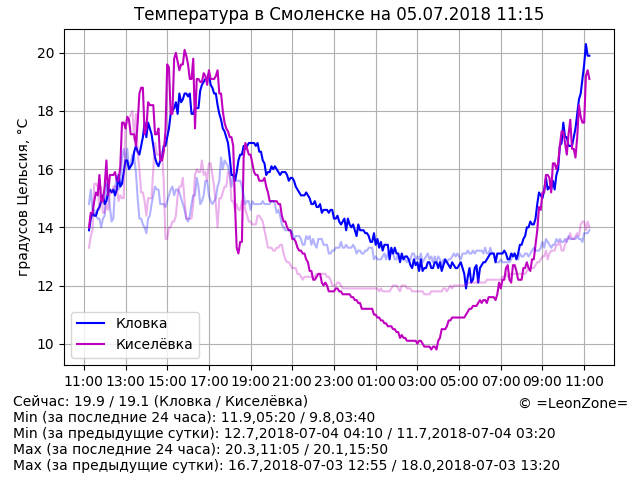 Температура в Смоленске на 05.07.2018 11:15
градусов Цельсия, °C
20
18
16
14
12
10
Кловка
Киселёвка
11:00 13:00 15:00 17:00 19:00 21:00 23:00 01:00 03:00 05:00 07:00 09:00 11:00
Сейчас: 19.9 / 19.1 (Кловка / Киселёвка)
© =LeonZone=
Min (за последние 24 часа): 11.9,05:20 / 9.8,03:40
Min (за предыдущие сутки): 12.7,2018-07-04 04:10 / 11.7,2018-07-04 03:20
Max (за последние 24 часа): 20.3,11:05 / 20.1,15:50
Max (за предыдущие сутки): 16.7,2018-07-03 12:55 / 18.0,2018-07-03 13:20